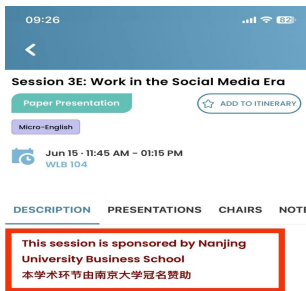 09:26
62
Session 3E: Work in the Social Media Era
Paper Presentation
ADD TO ITINERARY
Micro-English
Jun 15 · 11:45 AM – 01:15 PM
WLB 104
DESCRIPTION PRESENTATIONS CHAIRS NOTE
This session is sponsored by Nanjing
University Business School
本学术环节由南京大学冠名赞助